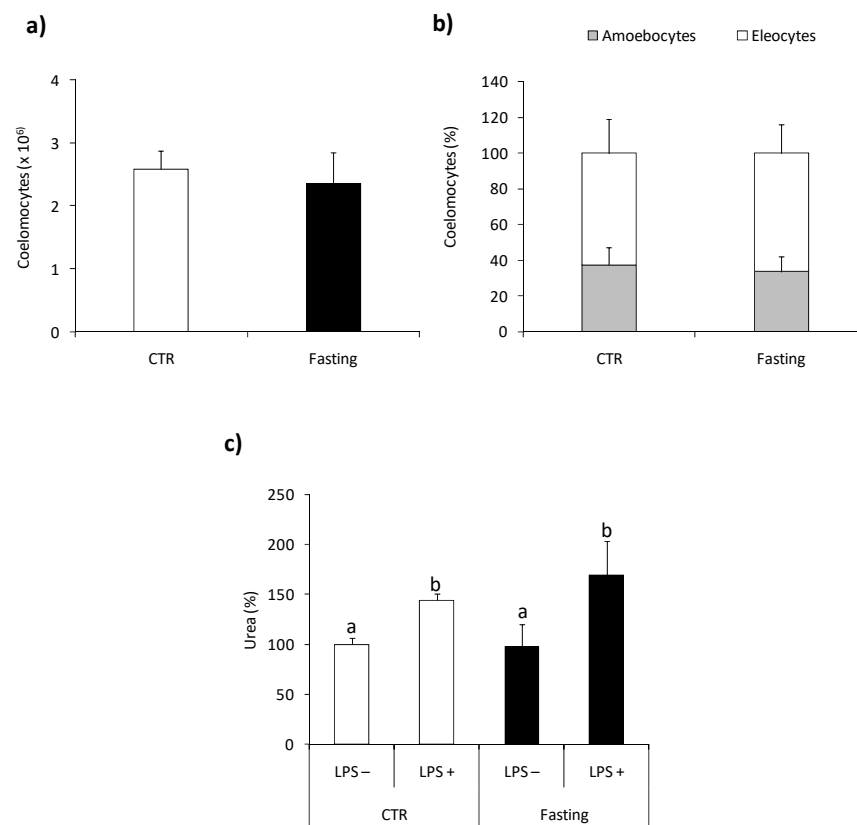 a)
Coelomocytes (x 10⁶⁾
4
3
2
1
0
CTR Fasting
b)
Amoebocytes Eleocytes
Coelomocytes (%)
140
120
100
80
60
40
20
0
CTR Fasting
c)
Urea (%)
250
200
150
100
50
0
a b a b
LPS – LPS + LPS – LPS +
CTR Fasting